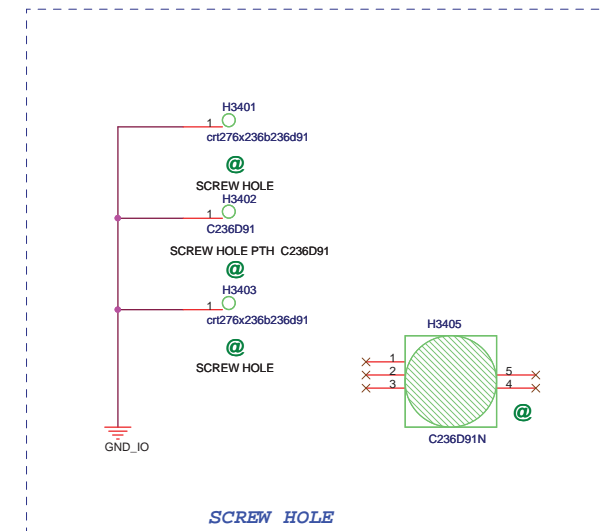 H3401
1
crt276x236b236d91
@
SCREW HOLE
H3402
1
C236D91
SCREW HOLE PTH C236D91
@
H3403
1
crt276x236b236d91
@
SCREW HOLE
H3405
1
2
3
5
4
@
C236D91N
GND_IO
SCREW HOLE